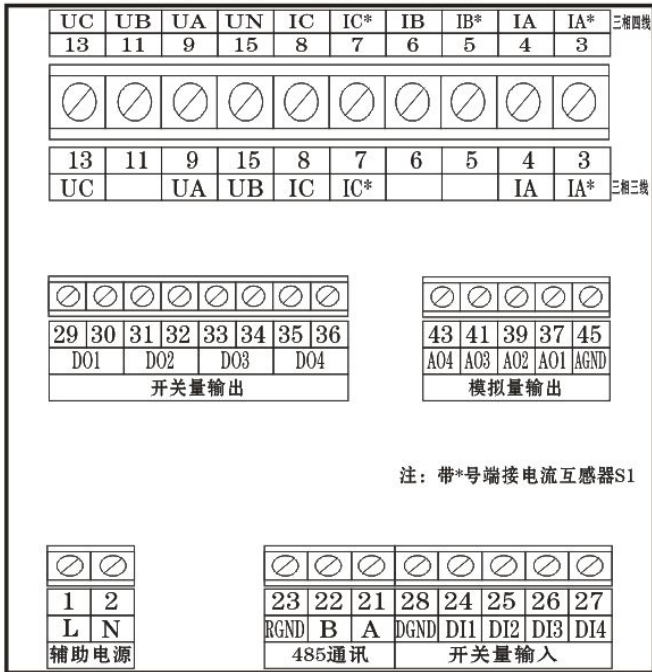 UC UB UA UN IC IC* IB IB* IA IA* 三相四线
13 11 9 15 8 7 6 5 4 3
13 11 9 15 8 7 6 5 4 3
UC UA UB IC IC* IA IA* 三相三线
29 30 31 32 33 34 35 36
DO1 DO2 DO3 DO4
开关量输出
43 41 39 37 45
AO4 AO3 AO2 AO1 AGND
模拟量输出
注：带*号端接电流互感器S1
1 2
L N
辅助电源
23 22 21 28 24 25 26 27
RGND B A DGND DI1 DI2 DI3 DI4
485通讯 开关量输入